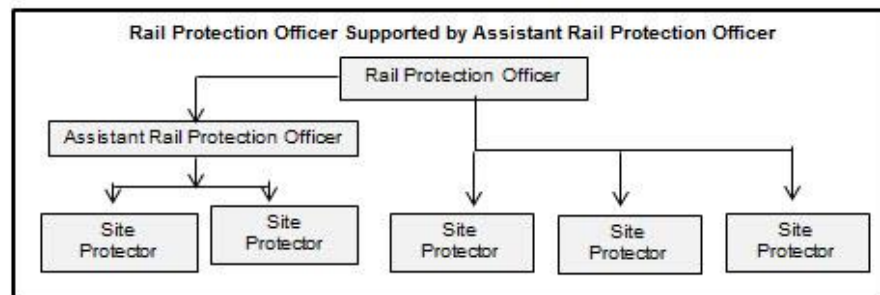 Rail Protection Officer Supported by Assistant Rail Protection Officer
Rail Protection Officer
Assistant Rail Protection Officer
Site
Protector
Site
Protector
Site
Protector
Site
Protector
Site
Protector